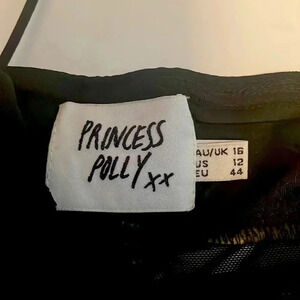 PRINCESS
POLLY xx
AU/UK 16
US 12
EU 44